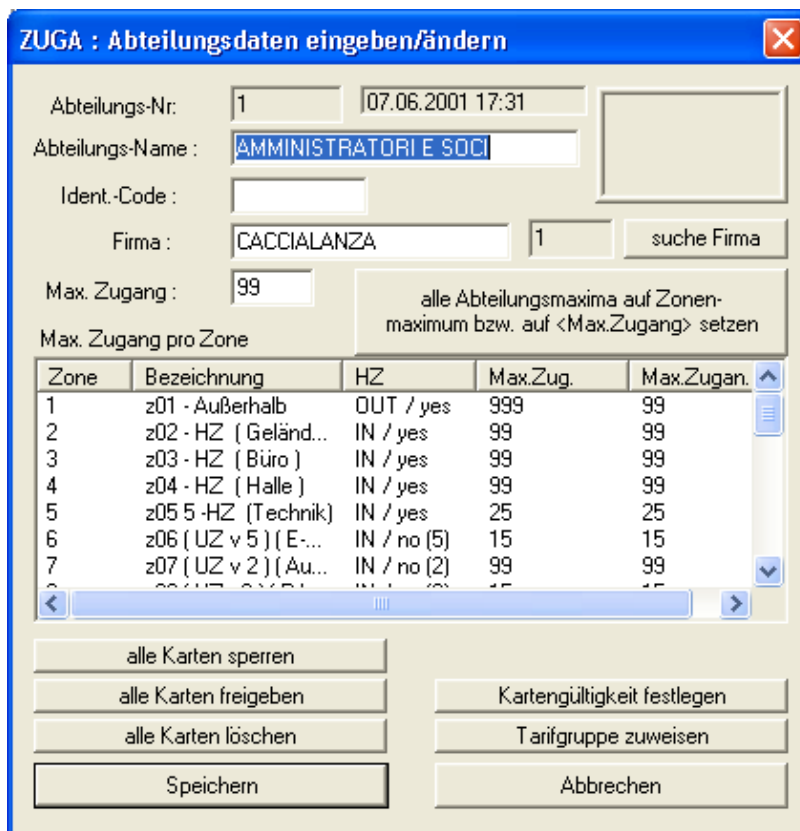 ZUGA : Abteilungsdaten eingeben/ändern
Abteilungs-Nr: 1 07.06.2001 17:31
Abteilungs-Name : AMMINISTRATORI E SOCI
Ident.-Code :
Firma : CACCIALANZA 1 suche Firma
Max. Zugang : 99
alle Abteilungsmaxima auf Zonen-
maximum bzw. auf <Max.Zugang> setzen
Max. Zugang pro Zone
Zone Bezeichnung HZ Max.Zug. Max.Zugan.
1 z01 - Außerhalb OUT / yes 999 99
2 z02 - HZ ( Geländ... IN / yes 99 99
3 z03 - HZ ( Büro ) IN / yes 99 99
4 z04 - HZ ( Halle ) IN / yes 99 99
5 z05 5 -HZ (Technik) IN / yes 25 25
6 z06 ( UZ v 5 ) ( E-... IN / no (5) 15 15
7 z07 ( UZ v 2 ) ( Au... IN / no (2) 99 99
alle Karten sperren
alle Karten freigeben Kartengültigkeit festlegen
alle Karten löschen Tarifgruppe zuweisen
Speichern Abbrechen